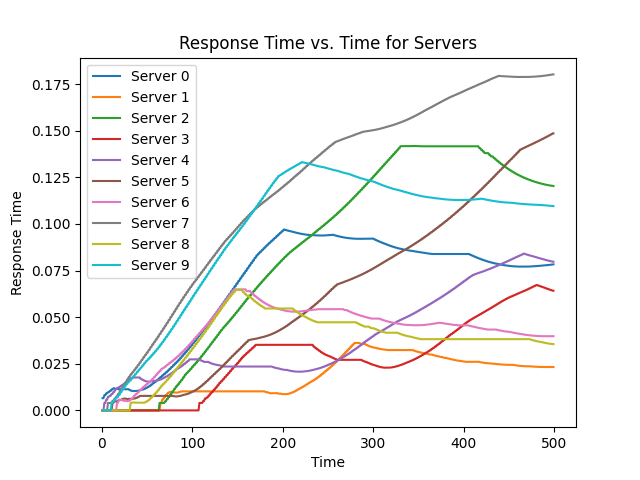 Response Time vs. Time for Servers
Response Time
0.175
0.150
0.125
0.100
0.075
0.050
0.025
0.000
Server 0
Server 1
Server 2
Server 3
Server 4
Server 5
Server 6
Server 7
Server 8
Server 9
0 100 200 300 400 500
Time